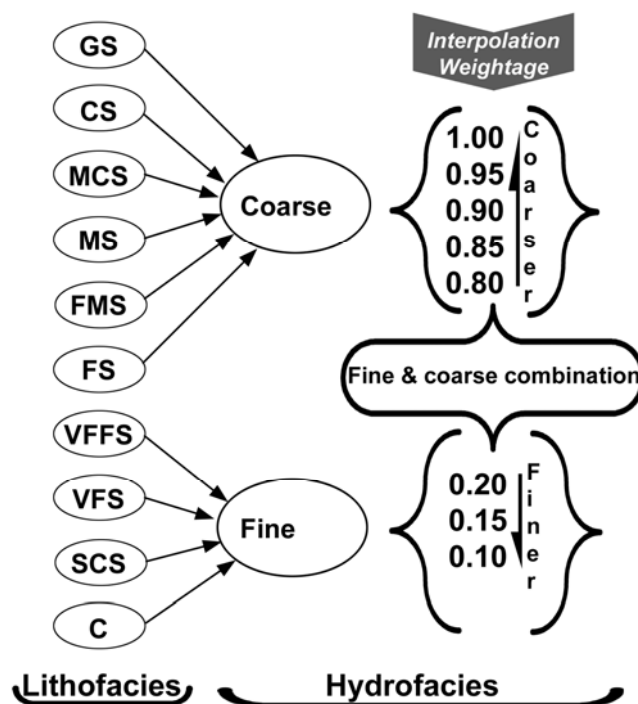 GS
CS
MCS
MS
FMS
FS
VFFS
VFS
SCS
C
Coarse
Fine
Interpolation
Weightage
1.00
0.95
0.90
0.85
0.80
Coarser
Fine & coarse combination
0.20
0.15
0.10
Finer
Lithofacies
Hydrofacies